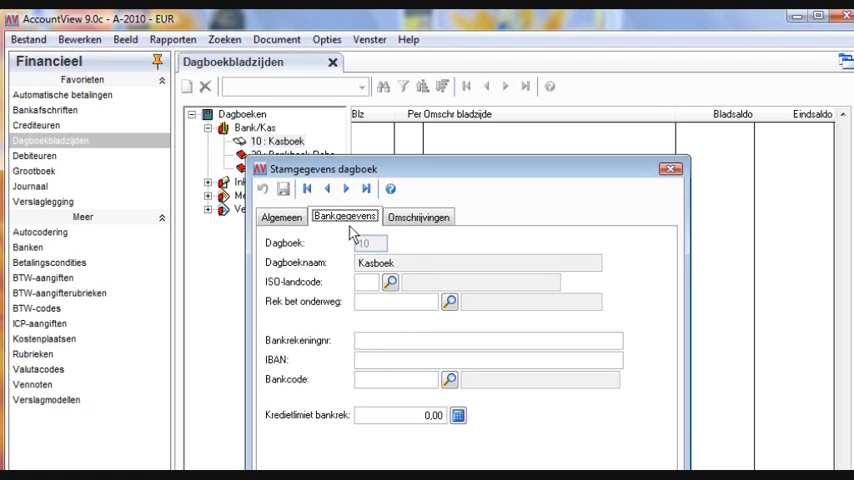 AccountView 9.0c - A-2010 - EUR
Bestand Bewerken Beeld Rapporten Zoeken Document Opties Venster Help
Financieel
Favorieten
Automatische betalingen
Bankafschriften
Crediteuren
Dagboekbladzijden
Debiteuren
Grootboek
Journaal
Verslaglegging
Meer
Autocodering
Banken
Betalingscondities
BTW-aangiften
BTW-aangifterubrieken
BTW-codes
ICP-aangiften
Kostenplaatsen
Rubrieken
Valutacodes
Vennoten
Verslagmodellen
Dagboekbladzijden
Dagboeken
Bank/Kas
10 : Kasboek
Blz Per Omschr bladzijde Bladsaldo Eindsaldo
Stamgegevens dagboek
Algemeen Bankgegevens Omschrijvingen
Dagboek: 10
Dagboeknaam: Kasboek
ISO-landcode:
Rek bet onderweg:
Bankrekeningnr:
IBAN:
Bankcode:
Kredietlimiet bankrek: 0,00